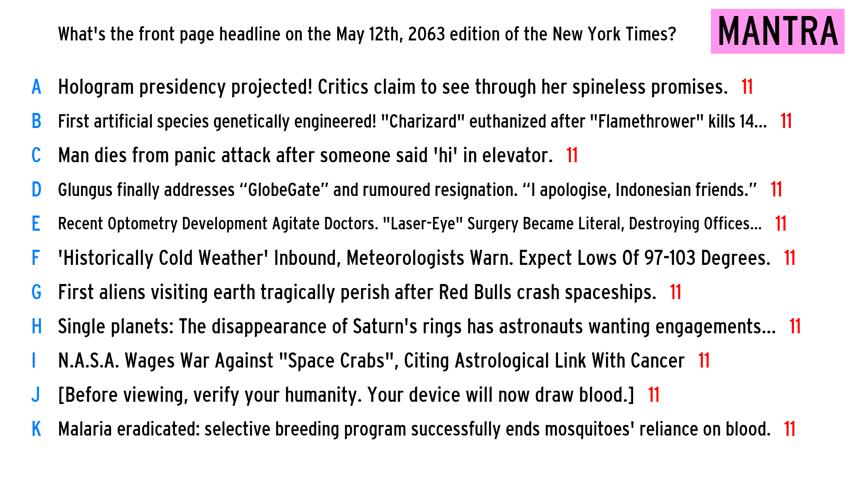 What's the front page headline on the May 12th, 2063 edition of the New York Times?
MANTRA
A Hologram presidency projected! Critics claim to see through her spineless promises. 11
B First artificial species genetically engineered! "Charizard" euthanized after "Flamethrower" kills 14... 11
C Man dies from panic attack after someone said 'hi' in elevator. 11
D Glungus finally addresses “GlobeGate” and rumoured resignation. “I apologise, Indonesian friends.” 11
E Recent Optometry Development Agitate Doctors. "Laser-Eye" Surgery Became Literal, Destroying Offices... 11
F 'Historically Cold Weather' Inbound, Meteorologists Warn. Expect Lows Of 97-103 Degrees. 11
G First aliens visiting earth tragically perish after Red Bulls crash spaceships. 11
H Single planets: The disappearance of Saturn's rings has astronauts wanting engagements... 11
I N.A.S.A. Wages War Against "Space Crabs", Citing Astrological Link With Cancer 11
J [Before viewing, verify your humanity. Your device will now draw blood.] 11
K Malaria eradicated: selective breeding program successfully ends mosquitoes' reliance on blood. 11